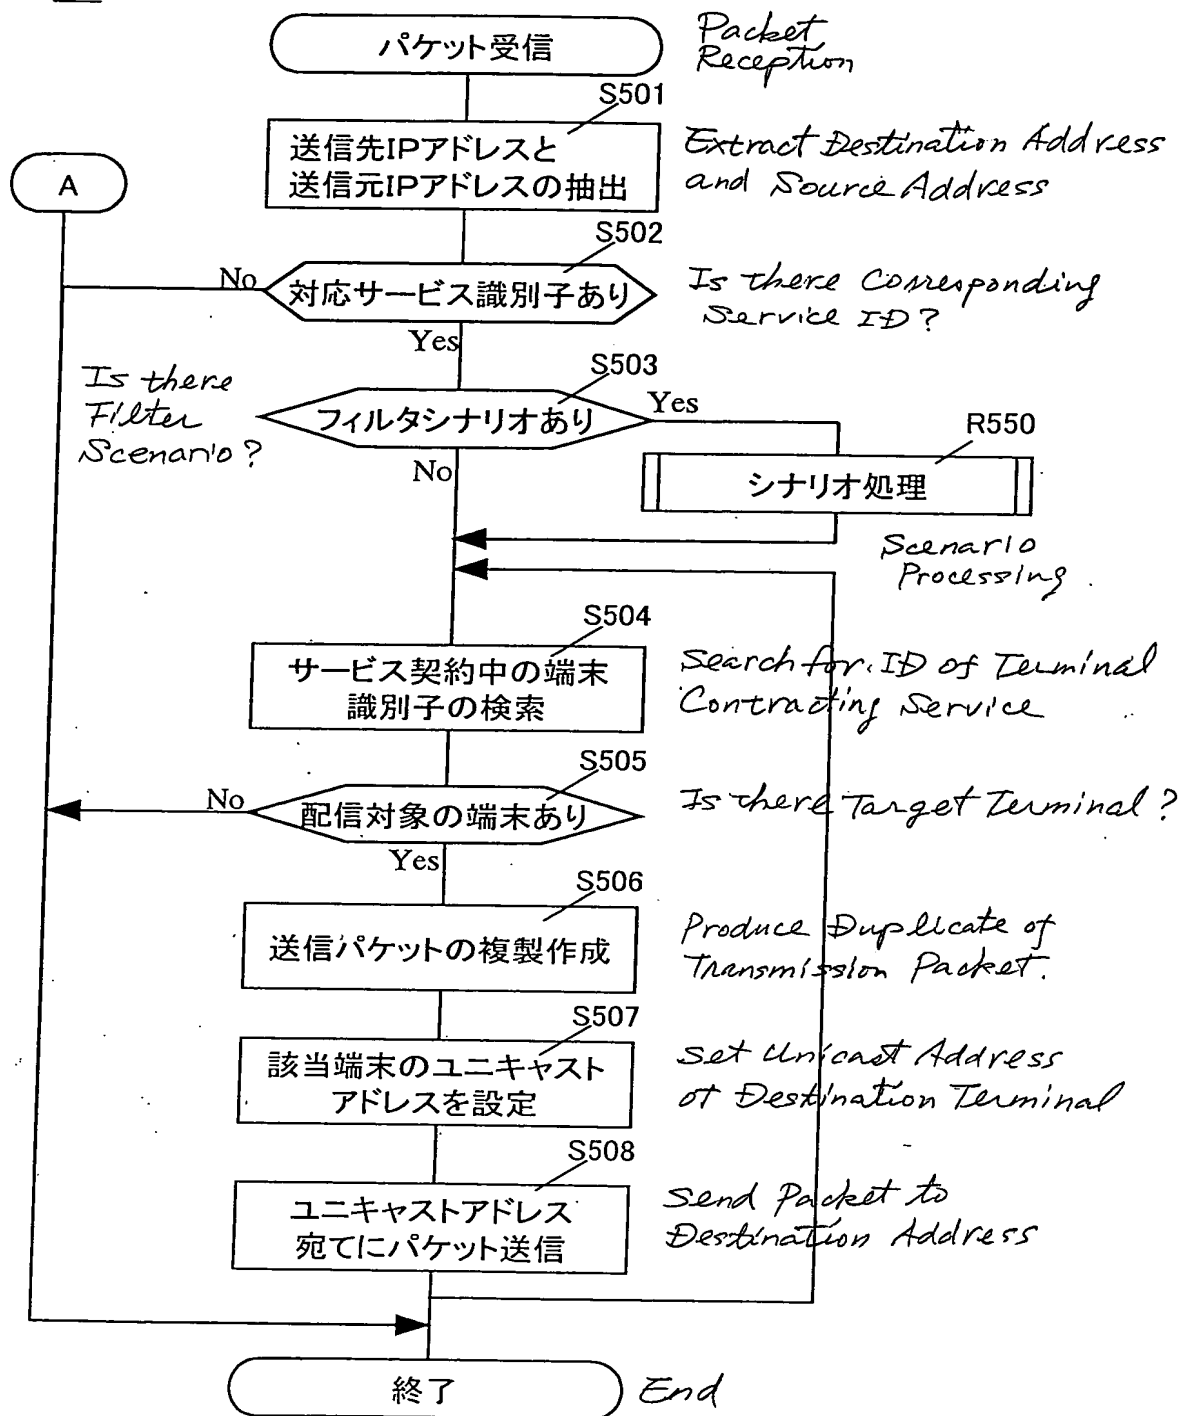 パケット受信
Packet
Reception
S501
送信先IPアドレスと
送信元IPアドレスの抽出
Extract Destination Address
and Source Address
A
S502
No
対応サービス識別子あり
Is there Corresponding
Service ID?
Yes
S503
Is there
Filter
Scenario?
フィルタシナリオあり
Yes
No
R550
シナリオ処理
Scenario
Processing.
S504
サービス契約中の端末
識別子の検索
Search for ID of Terminal
Contracting Service
S505
No
配信対象の端末あり
Is there Target Terminal?
Yes
S506
送信パケットの複製作成
Produce Duplicate of
Transmission Packet.
S507
該当端末のユニキャスト
アドレスを設定
Set Unicast Address
of Destination Terminal
S508
ユニキャストアドレス
宛てにパケット送信
Send Packet to
Destination Address
終了
End